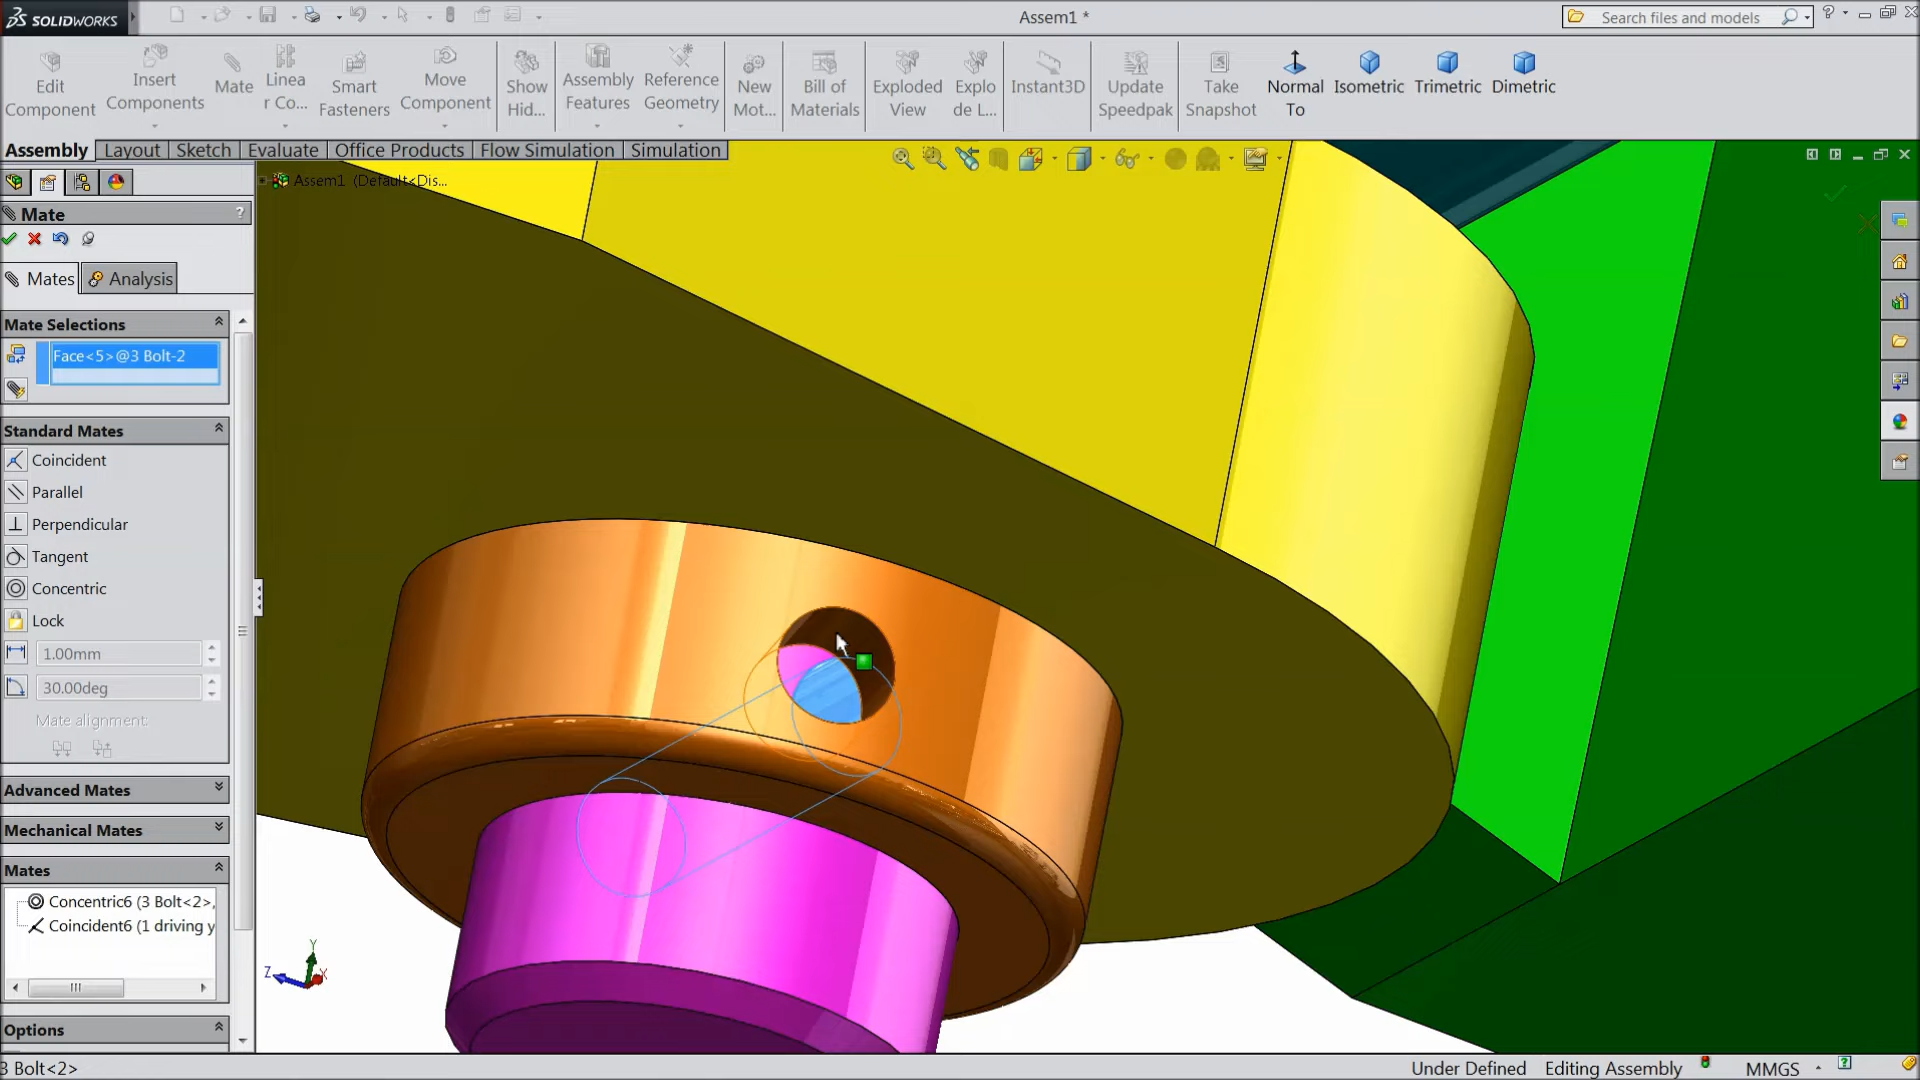 SOLIDWORKS
Assem1 *
Search files and models
Edit Component
Insert Components
Mate
Linea r Co...
Smart Fasteners
Move Component
Show Hid...
Assembly Features
Reference Geometry
New Mot...
Bill of Materials
Exploded View
Explo de L...
Instant3D
Update Speedpak
Take Snapshot
Normal To
Isometric
Trimetric
Dimetric
Assembly Layout Sketch Evaluate Office Products Flow Simulation Simulation
Assem1 (Default<Dis...
Mate ?
Mates Analysis
Mate Selections
Face<5>@3 Bolt-2
Standard Mates
Coincident
Parallel
Perpendicular
Tangent
Concentric
Lock
1.00mm
30.00deg
Mate alignment:
Advanced Mates
Mechanical Mates
Mates
Concentric6 (3 Bolt<2>,
Coincident6 (1 driving y
Options
Y
Z X
3 Bolt<2>
Under Defined Editing Assembly MMGS ?